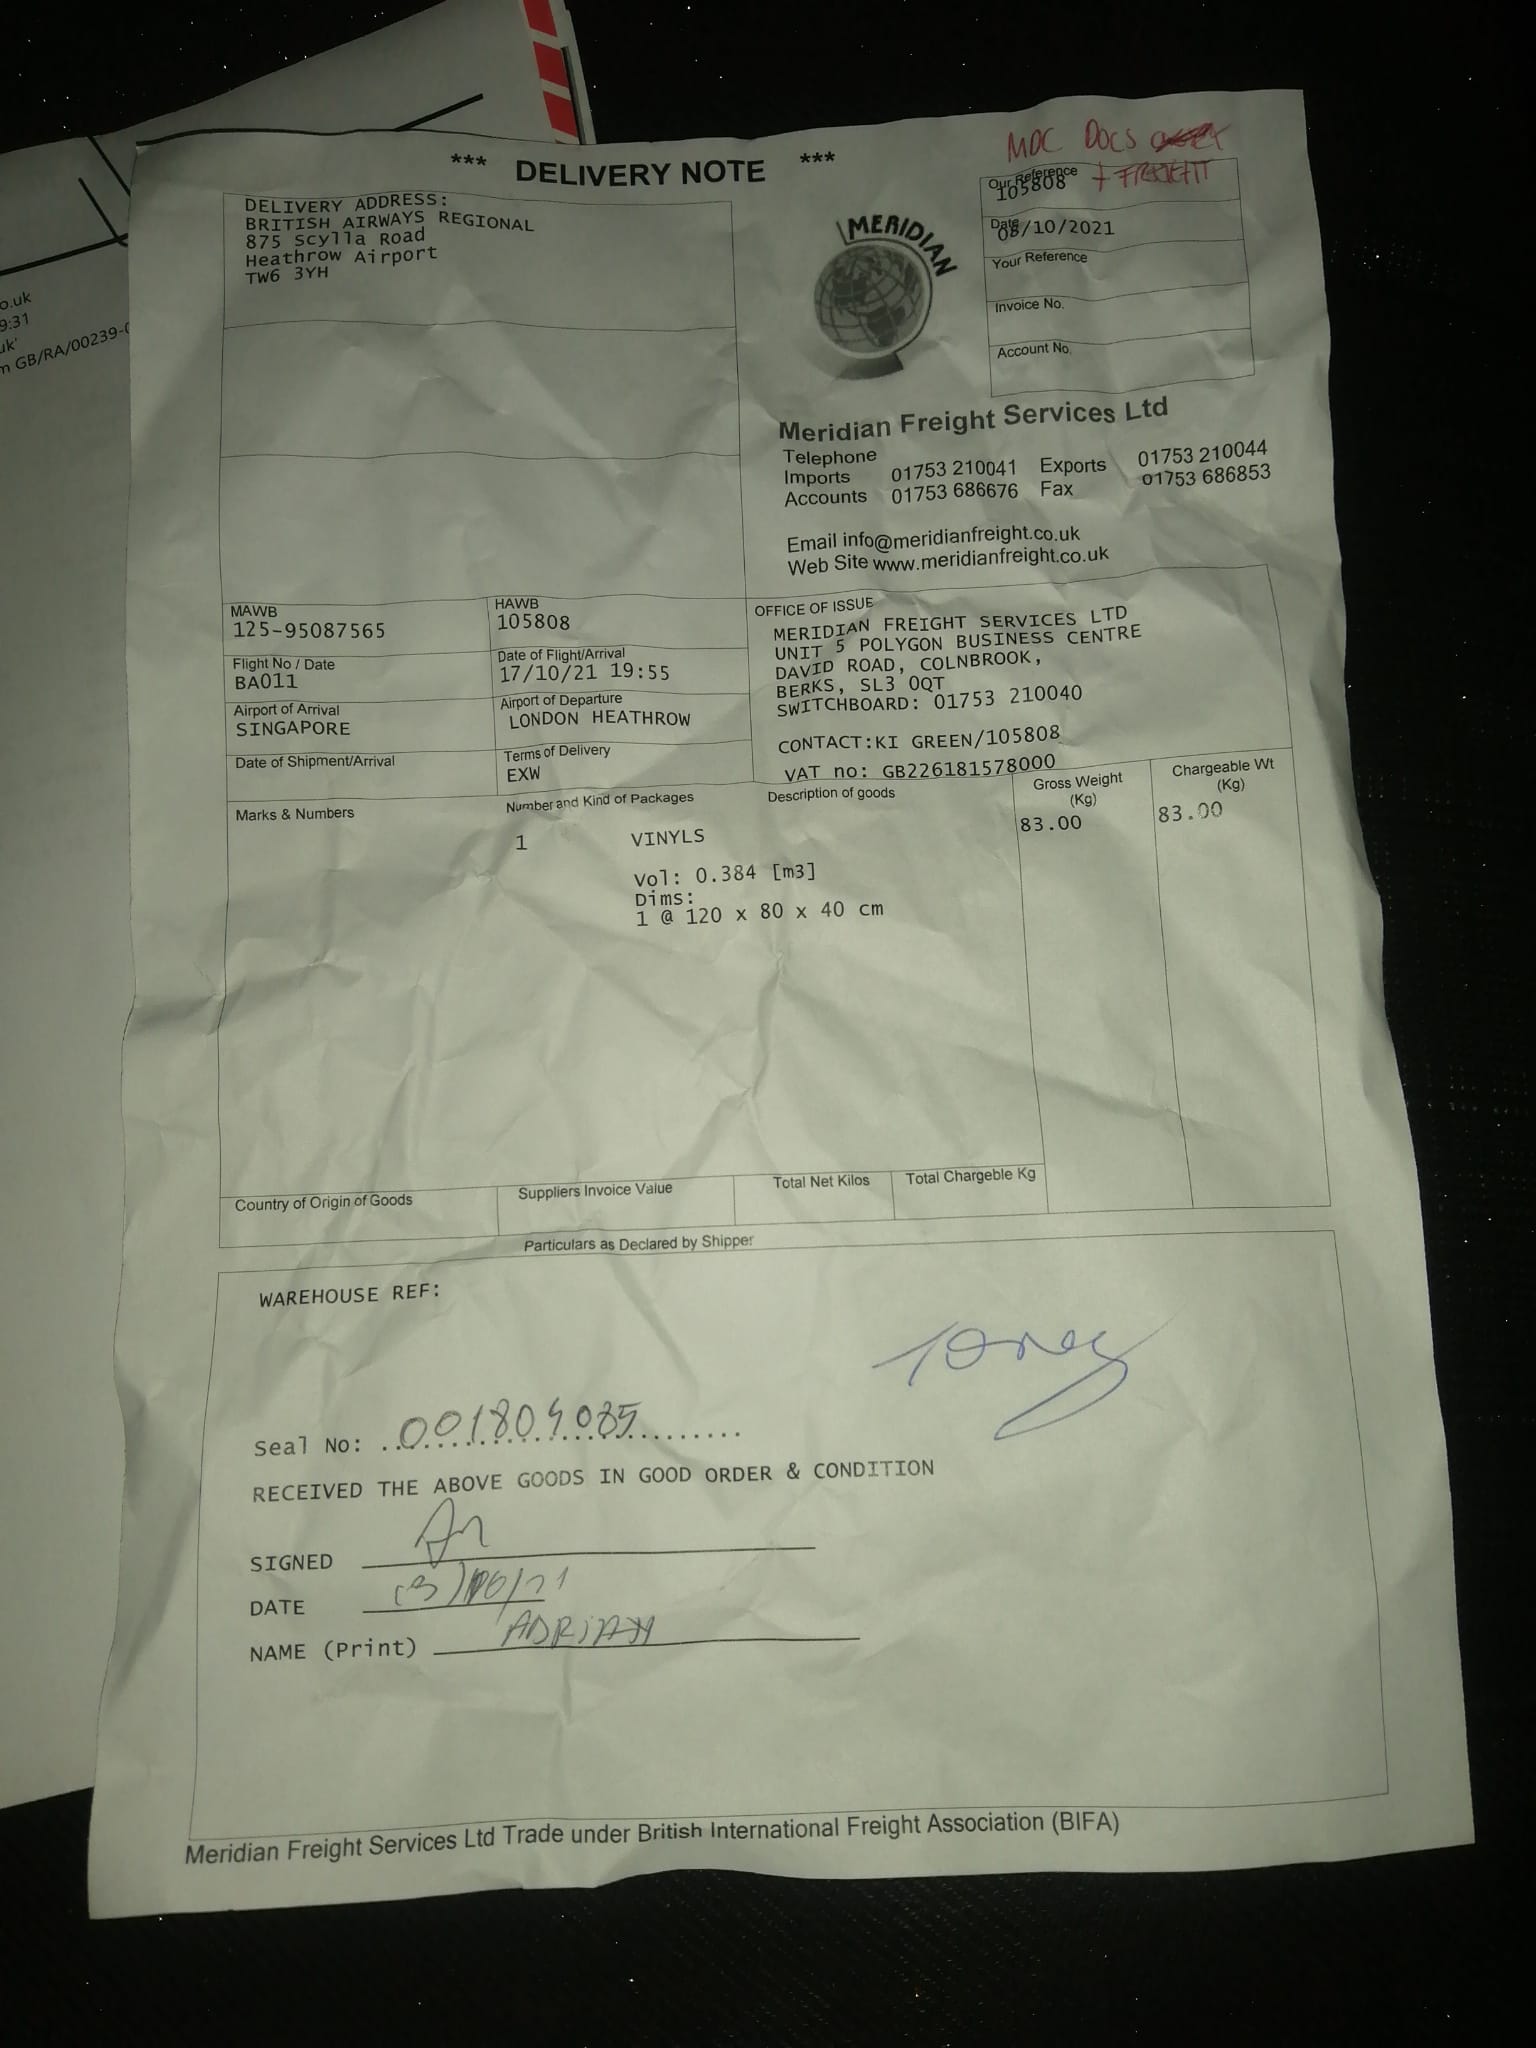 o.uk
9:31
uk'
m GB/RA/00239-0
*** DELIVERY NOTE ***
MDC DOCS
+ FREIGHT
DELIVERY ADDRESS:
BRITISH AIRWAYS REGIONAL
875 Scylla Road
Heathrow Airport
TW6 3YH
MERIDIAN
Our Reference
105808
Date
/10/2021
Your Reference
Invoice No.
Account No.
Meridian Freight Services Ltd
Telephone
Imports 01753 210041 Exports 01753 210044
Accounts 01753 686676 Fax 01753 686853
Email info@meridianfreight.co.uk
Web Site www.meridianfreight.co.uk
MAWB
125-95087565
HAWB
105808
Flight No / Date
BA011
Date of Flight/Arrival
17/10/21 19:55
Airport of Arrival
SINGAPORE
Airport of Departure
LONDON HEATHROW
Date of Shipment/Arrival
Terms of Delivery
EXW
OFFICE OF ISSUE
MERIDIAN FREIGHT SERVICES LTD
UNIT 5 POLYGON BUSINESS CENTRE
DAVID ROAD, COLNBROOK,
BERKS, SL3 0QT
SWITCHBOARD: 01753 210040
CONTACT:KI GREEN/105808
VAT no: GB226181578000
Marks & Numbers Number and Kind of Packages Description of goods Gross Weight (Kg) Chargeable Wt (Kg)
1 VINYLS 83.00 83.00
Vol: 0.384 [m3]
Dims:
1 @ 120 x 80 x 40 cm
Country of Origin of Goods Suppliers Invoice Value Total Net Kilos Total Chargeble Kg
Particulars as Declared by Shipper
WAREHOUSE REF:
Toney
Seal No: ..001804085..........
RECEIVED THE ABOVE GOODS IN GOOD ORDER & CONDITION
SIGNED
DATE
NAME (Print) ADRIAN
Meridian Freight Services Ltd Trade under British International Freight Association (BIFA)